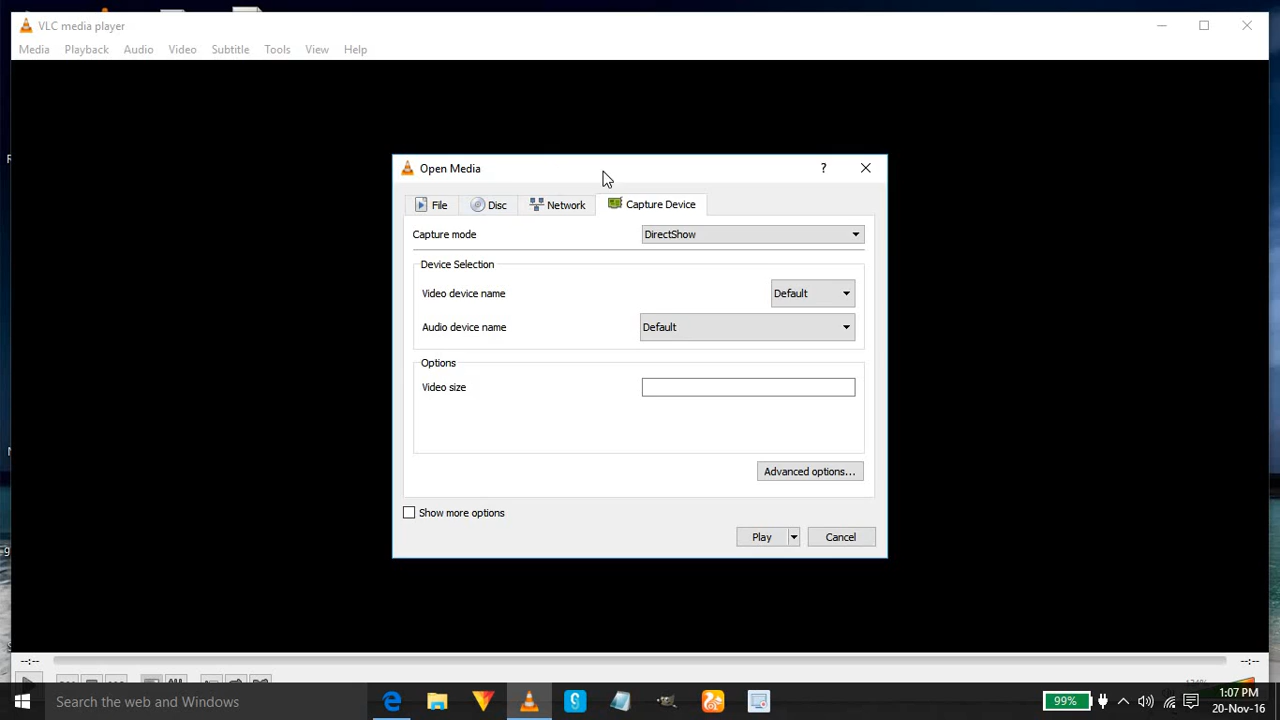 VLC media player
Media Playback Audio Video Subtitle Tools View Help
Open Media ?
File Disc Network Capture Device
Capture mode DirectShow
Device Selection
Video device name Default
Audio device name Default
Options
Video size
Advanced options...
Show more options
Play Cancel
--:-- --:--
Search the web and Windows
99%
1:07 PM
20-Nov-16